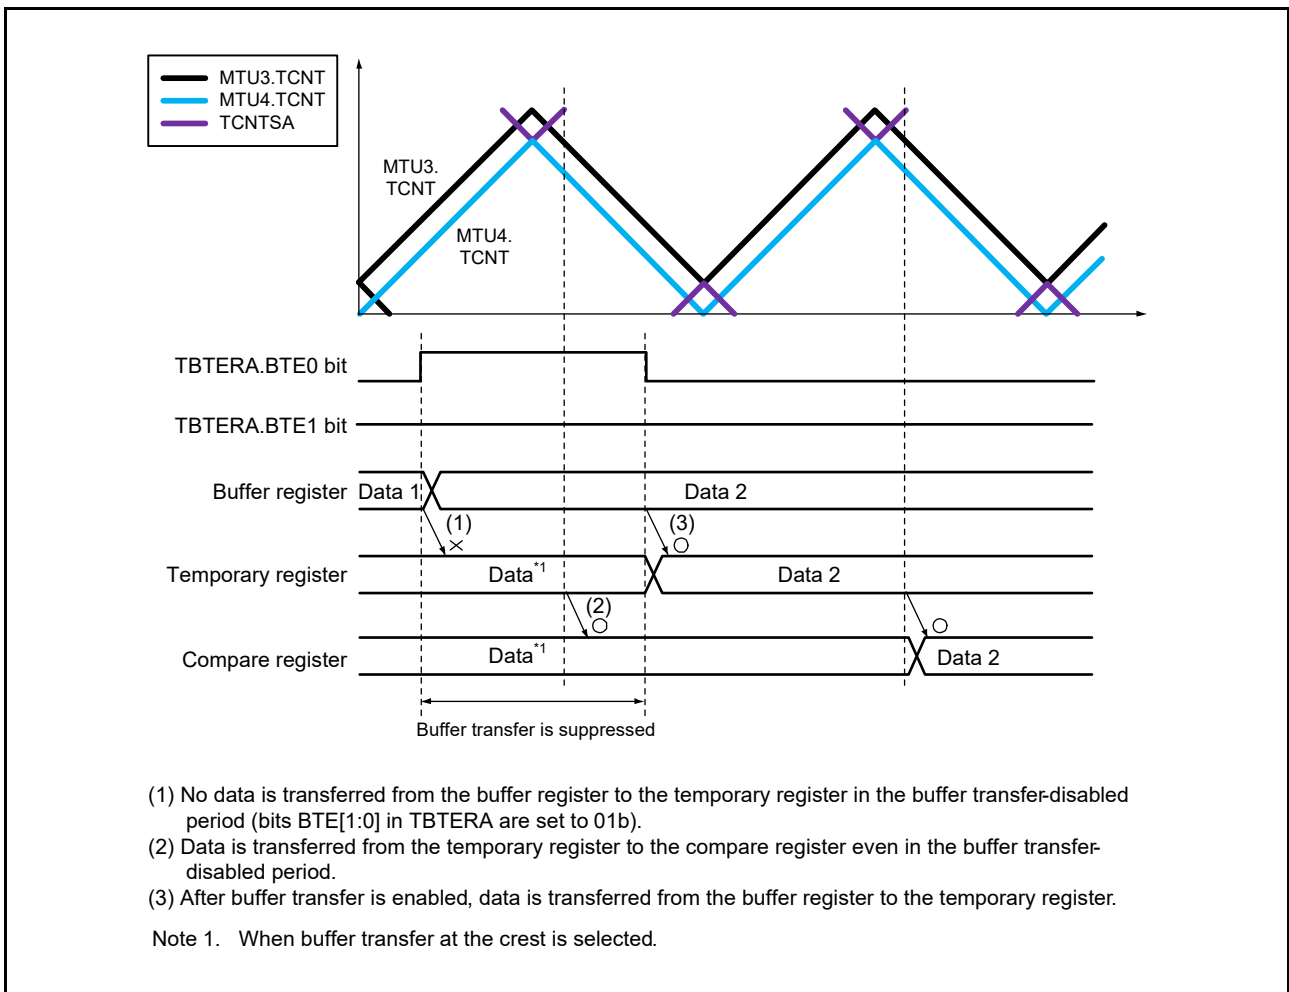 MTU3.TCNT
MTU4.TCNT
TCNTSA
MTU3.
TCNT
MTU4.
TCNT
TBTERA.BTE0 bit
TBTERA.BTE1 bit
Buffer register
Data 1
Data 2
(1)
(3)
Temporary register
Data*1
Data 2
(2)
Compare register
Data*1
Data 2
Buffer transfer is suppressed
(1) No data is transferred from the buffer register to the temporary register in the buffer transfer-disabled
period (bits BTE[1:0] in TBTERA are set to 01b).
(2) Data is transferred from the temporary register to the compare register even in the buffer transfer-
disabled period.
(3) After buffer transfer is enabled, data is transferred from the buffer register to the temporary register.
Note 1. When buffer transfer at the crest is selected.